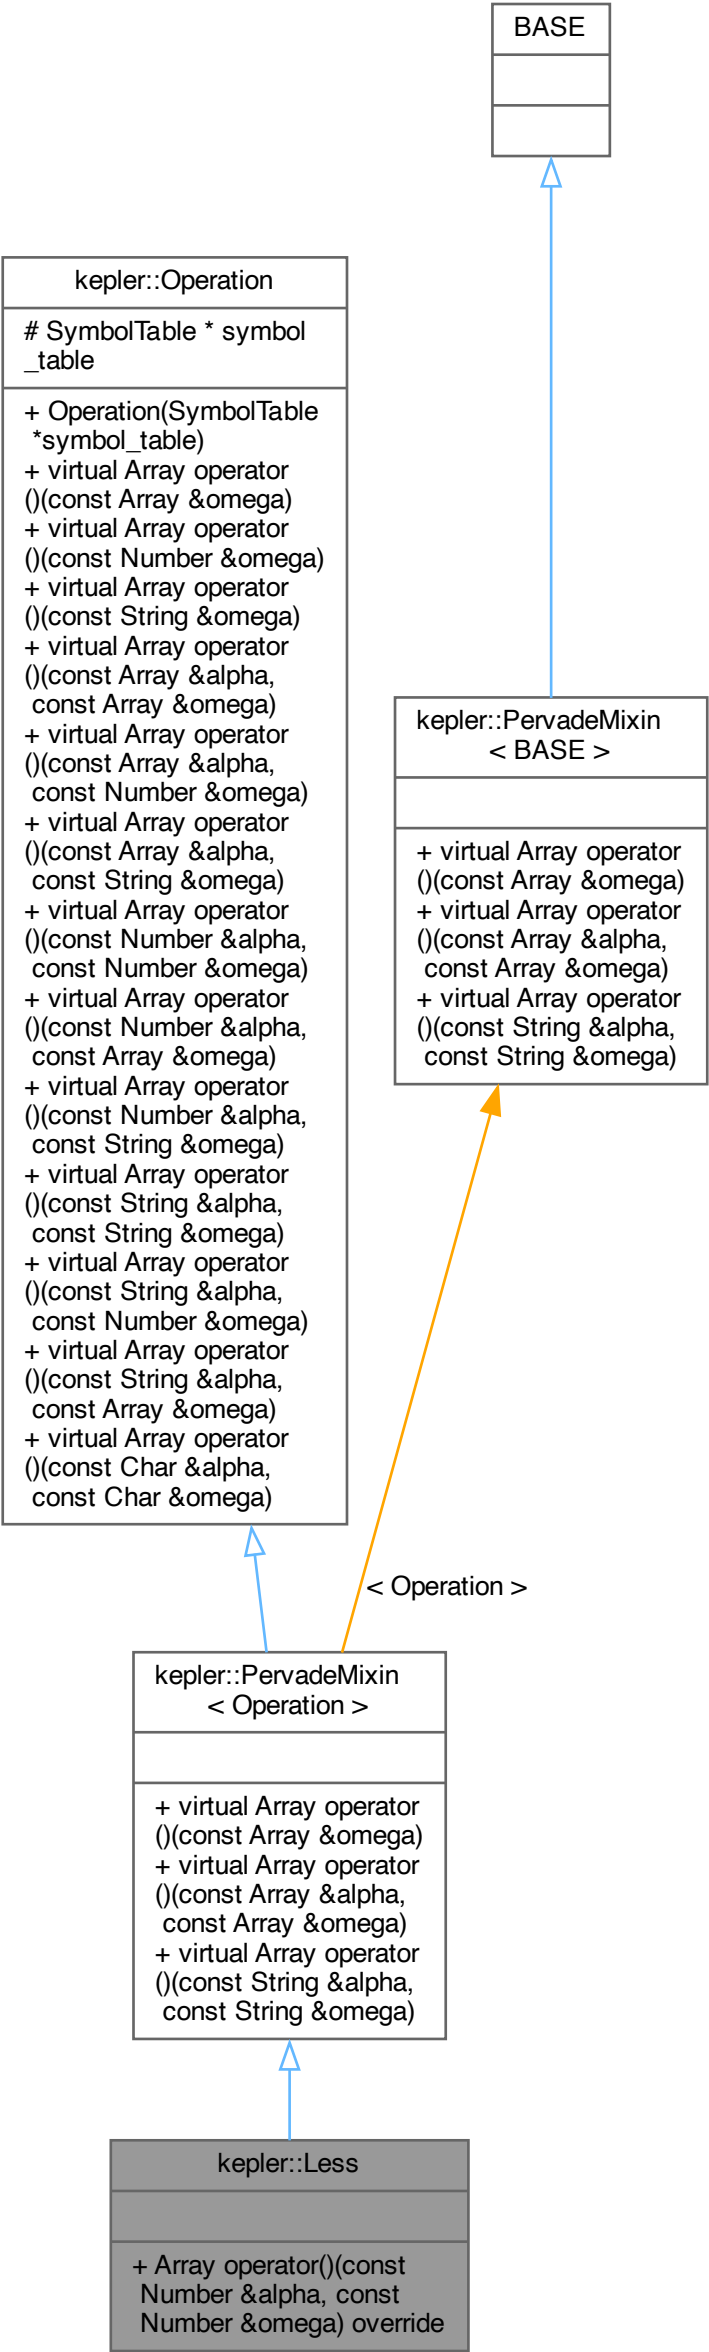 BASE
kepler::Operation
# SymbolTable * symbol
_table
+ Operation(SymbolTable
*symbol_table)
+ virtual Array operator
()(const Array &omega)
+ virtual Array operator
()(const Number &omega)
+ virtual Array operator
()(const String &omega)
+ virtual Array operator
()(const Array &alpha,
const Array &omega)
+ virtual Array operator
()(const Array &alpha,
const Number &omega)
+ virtual Array operator
()(const Array &alpha,
const String &omega)
+ virtual Array operator
()(const Number &alpha,
const Number &omega)
+ virtual Array operator
()(const Number &alpha,
const Array &omega)
+ virtual Array operator
()(const Number &alpha,
const String &omega)
+ virtual Array operator
()(const String &alpha,
const String &omega)
+ virtual Array operator
()(const String &alpha,
const Number &omega)
+ virtual Array operator
()(const String &alpha,
const Array &omega)
+ virtual Array operator
()(const Char &alpha,
const Char &omega)
kepler::PervadeMixin
< BASE >
+ virtual Array operator
()(const Array &omega)
+ virtual Array operator
()(const Array &alpha,
const Array &omega)
+ virtual Array operator
()(const String &alpha,
const String &omega)
< Operation >
kepler::PervadeMixin
< Operation >
+ virtual Array operator
()(const Array &omega)
+ virtual Array operator
()(const Array &alpha,
const Array &omega)
+ virtual Array operator
()(const String &alpha,
const String &omega)
kepler::Less
+ Array operator()(const
Number &alpha, const
Number &omega) override